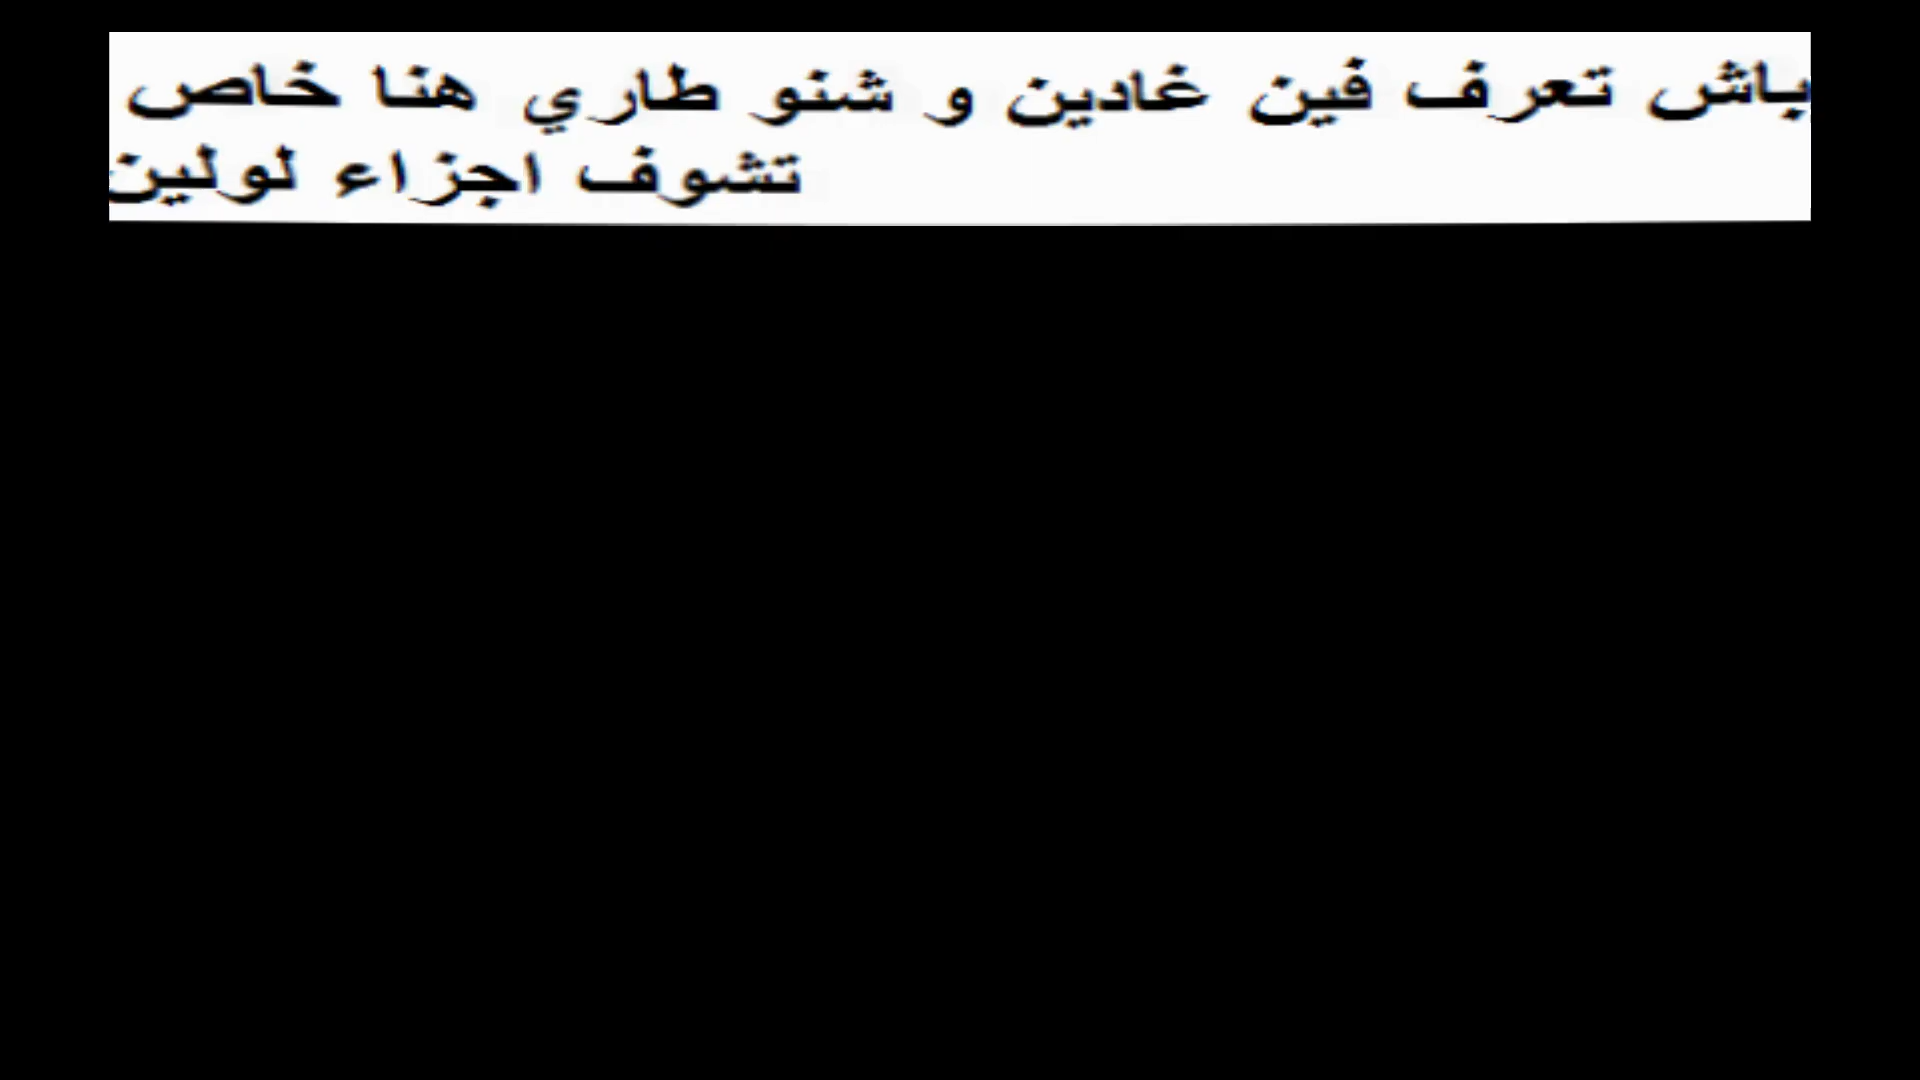 باش تعرف فين غادين و شنو طاري هنا خاص
تشوف اجزاء لولين